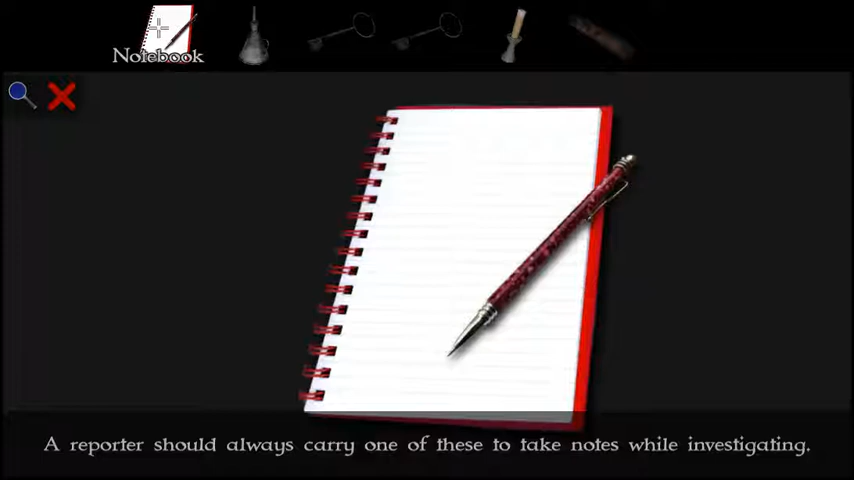 Notebook
A reporter should always carry one of these to take notes while investigating.